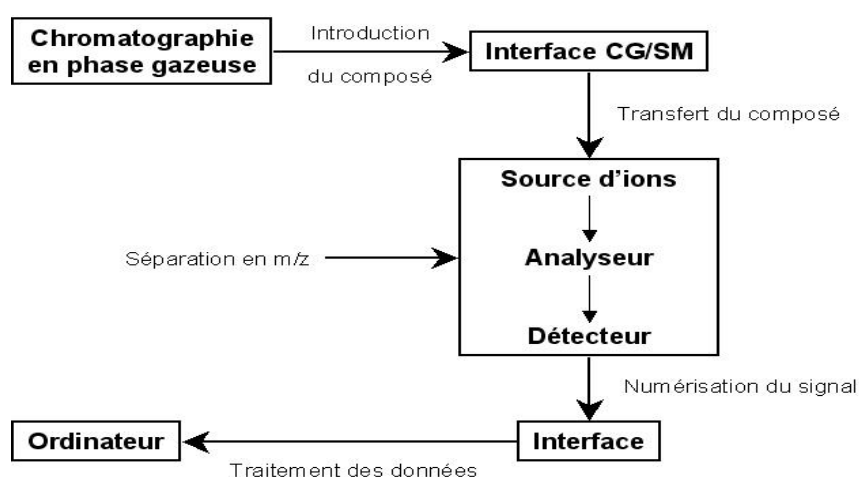 Chromatographie
en phase gazeuse
Introduction
du composé
Interface CG/SM
Transfert du composé
Source d'ions
Séparation en m/z
Analyseur
Détecteur
Numérisation du signal
Interface
Traitement des données
Ordinateur